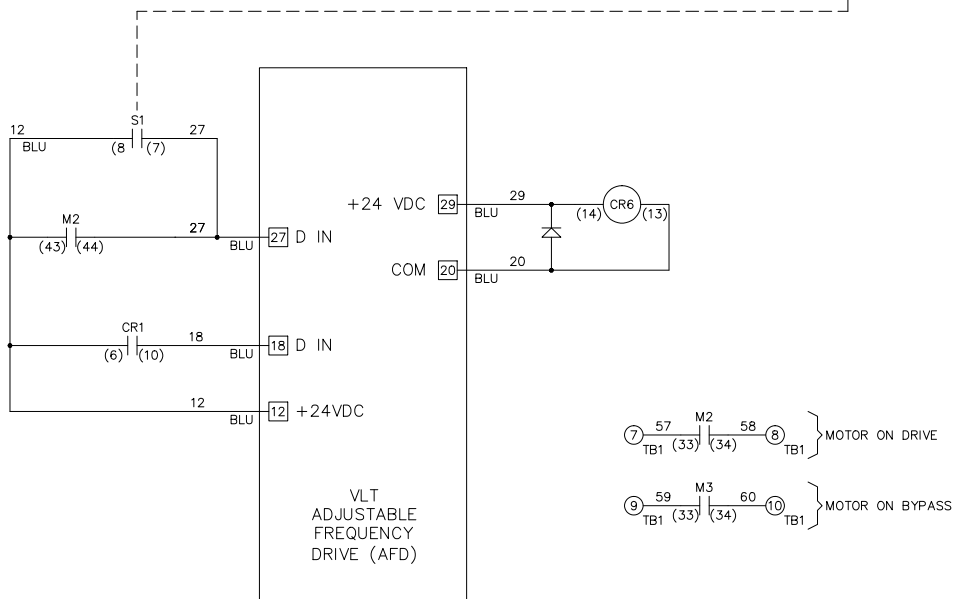 S1
12 27
BLU (8 (7)
M2
27
(43) (44) BLU 27 D IN
+24 VDC 29 29
BLU (14) CR6 (13)
COM 20 20
BLU
CR1
18
(6) (10) BLU 18 D IN
12
BLU 12 +24VDC
M2
7 57 58 8 MOTOR ON DRIVE
TB1 (33) (34) TB1
M3
9 59 60 10 MOTOR ON BYPASS
TB1 (33) (34) TB1
VLT
ADJUSTABLE
FREQUENCY
DRIVE (AFD)